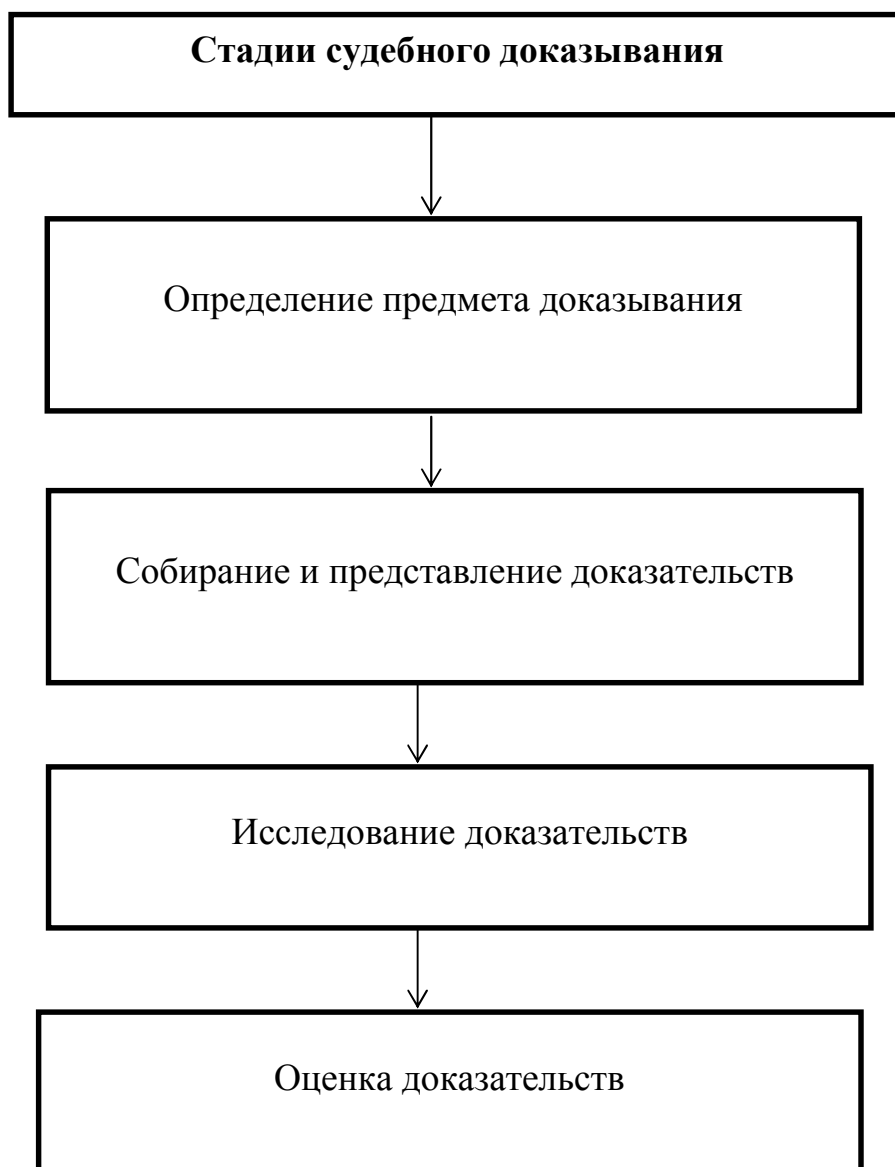 Стадии судебного доказывания
Определение предмета доказывания
Собирание и представление доказательств
Исследование доказательств
Оценка доказательств